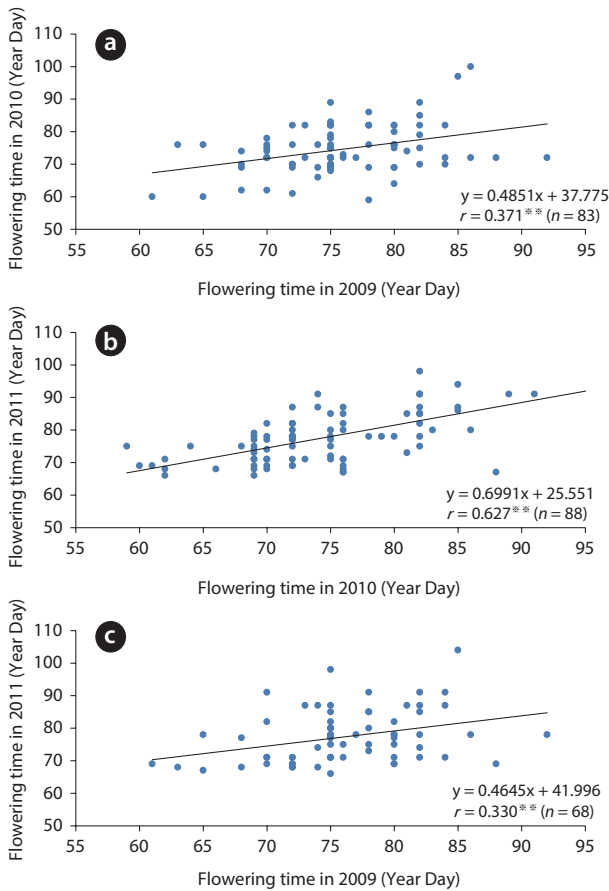 a
Flowering time in 2010 (Year Day)
110
100
90
80
70
60
50
55 60 65 70 75 80 85 90 95
y = 0.4851x + 37.775
r = 0.371※※ (n = 83)
Flowering time in 2009 (Year Day)
b
Flowering time in 2011 (Year Day)
110
100
90
80
70
60
50
55 60 65 70 75 80 85 90 95
y = 0.6991x + 25.551
r = 0.627※※ (n = 88)
Flowering time in 2010 (Year Day)
c
Flowering time in 2011 (Year Day)
110
100
90
80
70
60
50
55 60 65 70 75 80 85 90 95
y = 0.4645x + 41.996
r = 0.330※※ (n = 68)
Flowering time in 2009 (Year Day)